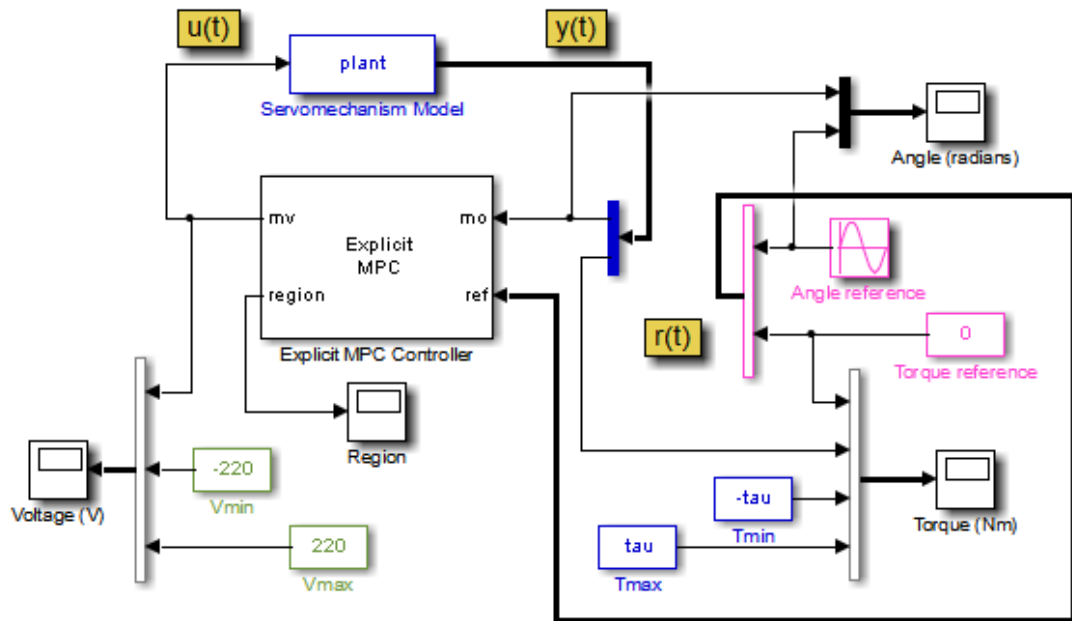 u(t)
y(t)
plant
Servomechanism Model
Angle (radians)
mv
mo
Explicit
MPC
region
ref
Explicit MPC Controller
Angle reference
r(t)
0
Torque reference
Region
-220
Vmin
Voltage (V)
220
Vmax
-tau
Tmin
tau
Tmax
Torque (Nm)